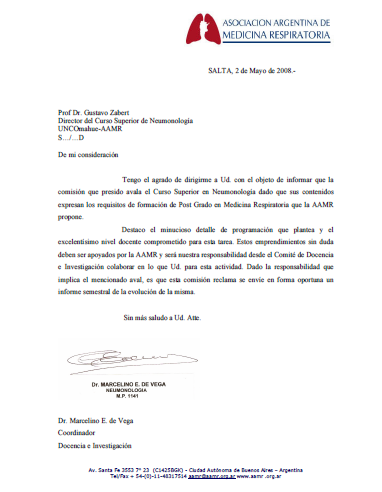 ASOCIACION ARGENTINA DE
MEDICINA RESPIRATORIA
SALTA, 2 de Mayo de 2008.-
Prof Dr. Gustavo Zabert
Director del Curso Superior de Neumonología
UNCOmahue-AAMR
S…/…D
De mi consideración
Tengo el agrado de dirigirme a Ud. con el objeto de informar que la
comisión que presido avala el Curso Superior en Neumonología dado que sus contenidos
expresan los requisitos de formación de Post Grado en Medicina Respiratoria que la AAMR
propone.
Destaco el minucioso detalle de programación que plantea y el
excelentísimo nivel docente comprometido para esta tarea. Estos emprendimientos sin duda
deben ser apoyados por la AAMR y será nuestra responsabilidad desde el Comité de Docencia
e Investigación colaborar en lo que Ud. para esta actividad. Dado la responsabilidad que
implica el mencionado aval, es que esta comisión reclama se envíe en forma oportuna un
informe semestral de la evolución de la misma.
Sin más saludo a Ud. Atte.
Dr. MARCELINO E. DE VEGA
NEUMONOLOGIA
M.P. 1141
Dr. Marcelino E. de Vega
Coordinador
Docencia e Investigación
Av. Santa Fe 3553 7° 23 (C1425BGK) – Ciudad Autónoma de Buenos Aires – Argentina
Tel/Fax + 54-(0)-11-48317514 aamr@aamr.org.ar www.aamr.org.ar